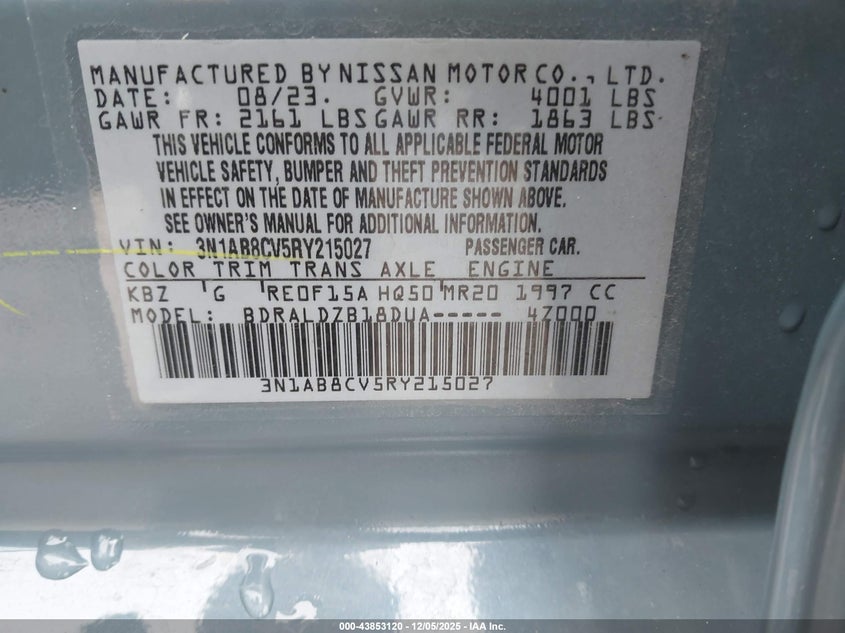 MANUFACTURED BY NISSAN MOTOR CO., LTD.
DATE: 08/23. GVWR: 4001 LBS
GAWR FR: 2161 LBS GAWR RR: 1863 LBS
THIS VEHICLE CONFORMS TO ALL APPLICABLE FEDERAL MOTOR
VEHICLE SAFETY, BUMPER AND THEFT PREVENTION STANDARDS
IN EFFECT ON THE DATE OF MANUFACTURE SHOWN ABOVE.
SEE OWNER'S MANUAL FOR ADDITIONAL INFORMATION.
VIN: 3N1AB8CV5RY215027 PASSENGER CAR.
COLOR TRIM TRANS AXLE ENGINE
KBZ G RE0F15A HQ50 MR20 1997 CC
MODEL: BDRALDZB18DUA----- 4Z000
3N1AB8CV5RY215027
000-43853120 - 12/05/2025 - IAA Inc.